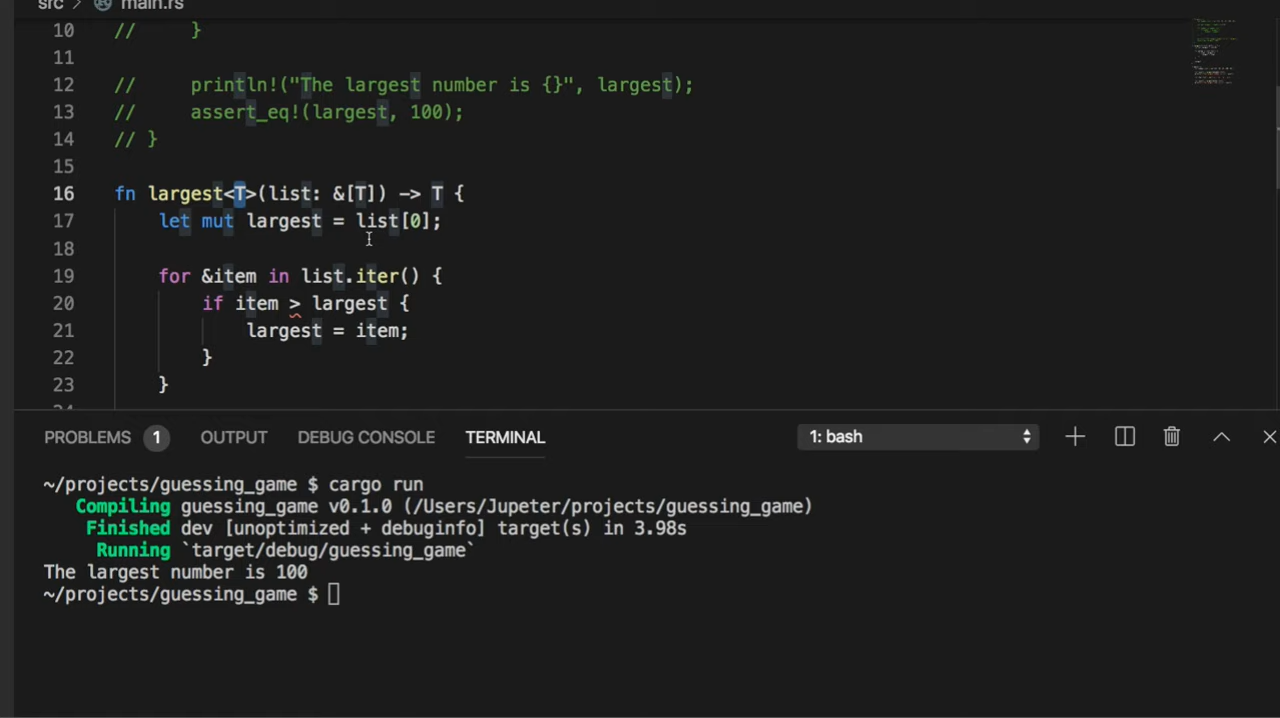 src > main.rs
10 // }
11
12 // println!("The largest number is {}", largest);
13 // assert_eq!(largest, 100);
14 // }
15
16 fn largest<T>(list: &[T]) -> T {
17 let mut largest = list[0];
18
19 for &item in list.iter() {
20 if item > largest {
21 largest = item;
22 }
23 }
24
PROBLEMS 1 OUTPUT DEBUG CONSOLE TERMINAL 1: bash
~/projects/guessing_game $ cargo run
Compiling guessing_game v0.1.0 (/Users/Jupeter/projects/guessing_game)
Finished dev [unoptimized + debuginfo] target(s) in 3.98s
Running `target/debug/guessing_game`
The largest number is 100
~/projects/guessing_game $